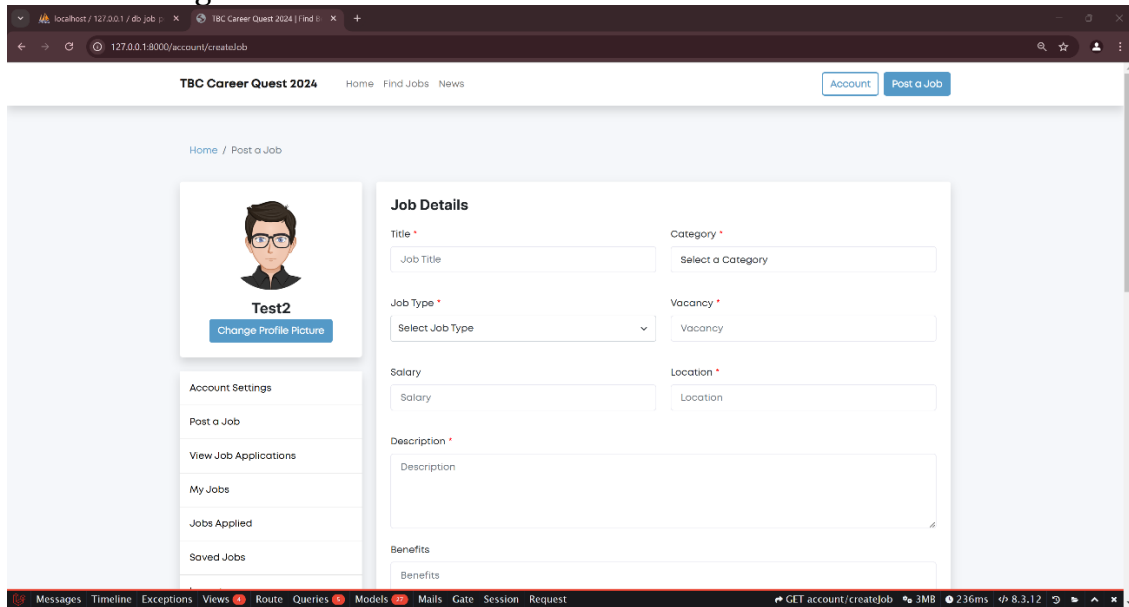 localhost / 127.0.0.1 / db job p
TBC Career Quest 2024 | Find B
127.0.0.1:8000/account/createJob
TBC Career Quest 2024 Home Find Jobs News Account Post a Job
Home / Post a Job
Test2
Change Profile Picture
Account Settings
Post a Job
View Job Applications
My Jobs
Jobs Applied
Saved Jobs
Job Details
Title * Category *
Job Title Select a Category
Job Type * Vacancy *
Select Job Type Vacancy
Salary Location *
Salary Location
Description *
Description
Benefits
Benefits
Messages Timeline Exceptions Views 4 Route Queries 5 Models 27 Mails Gate Session Request GET account/createJob 3MB 236ms 8.3.12